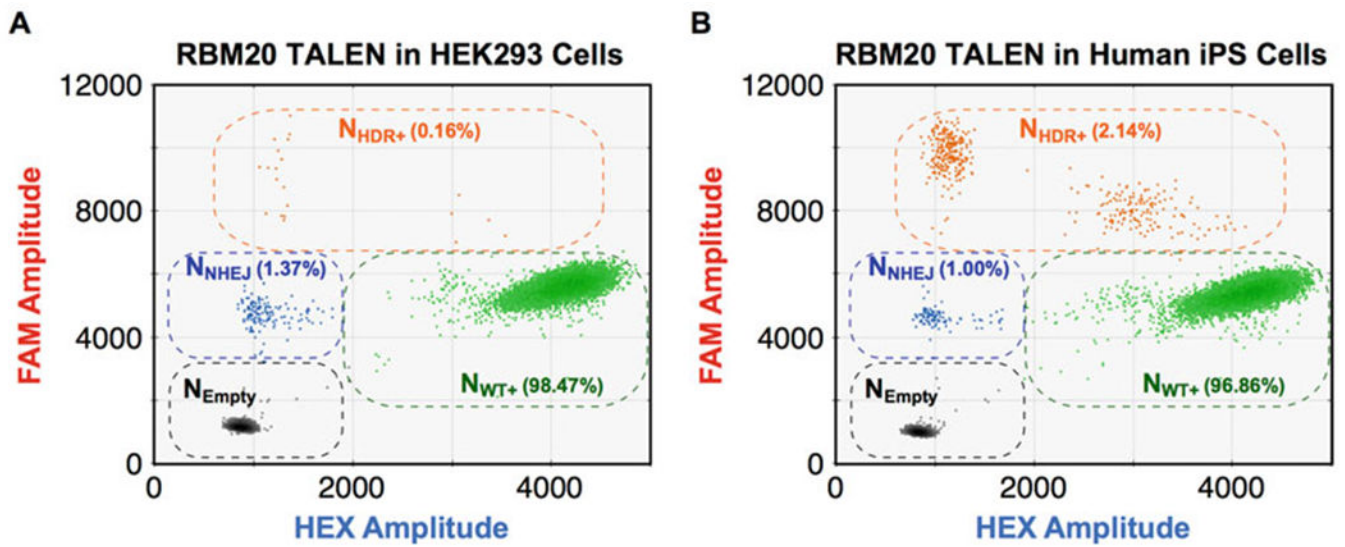 A
RBM20 TALEN in HEK293 Cells
12000
8000
4000
0
FAM Amplitude
NHDR+ (0.16%)
NNHEJ (1.37%)
NWT+ (98.47%)
NEmpty
0 2000 4000
HEX Amplitude
B
RBM20 TALEN in Human iPS Cells
12000
8000
4000
0
FAM Amplitude
NHDR+ (2.14%)
NNHEJ (1.00%)
NWT+ (96.86%)
NEmpty
0 2000 4000
HEX Amplitude